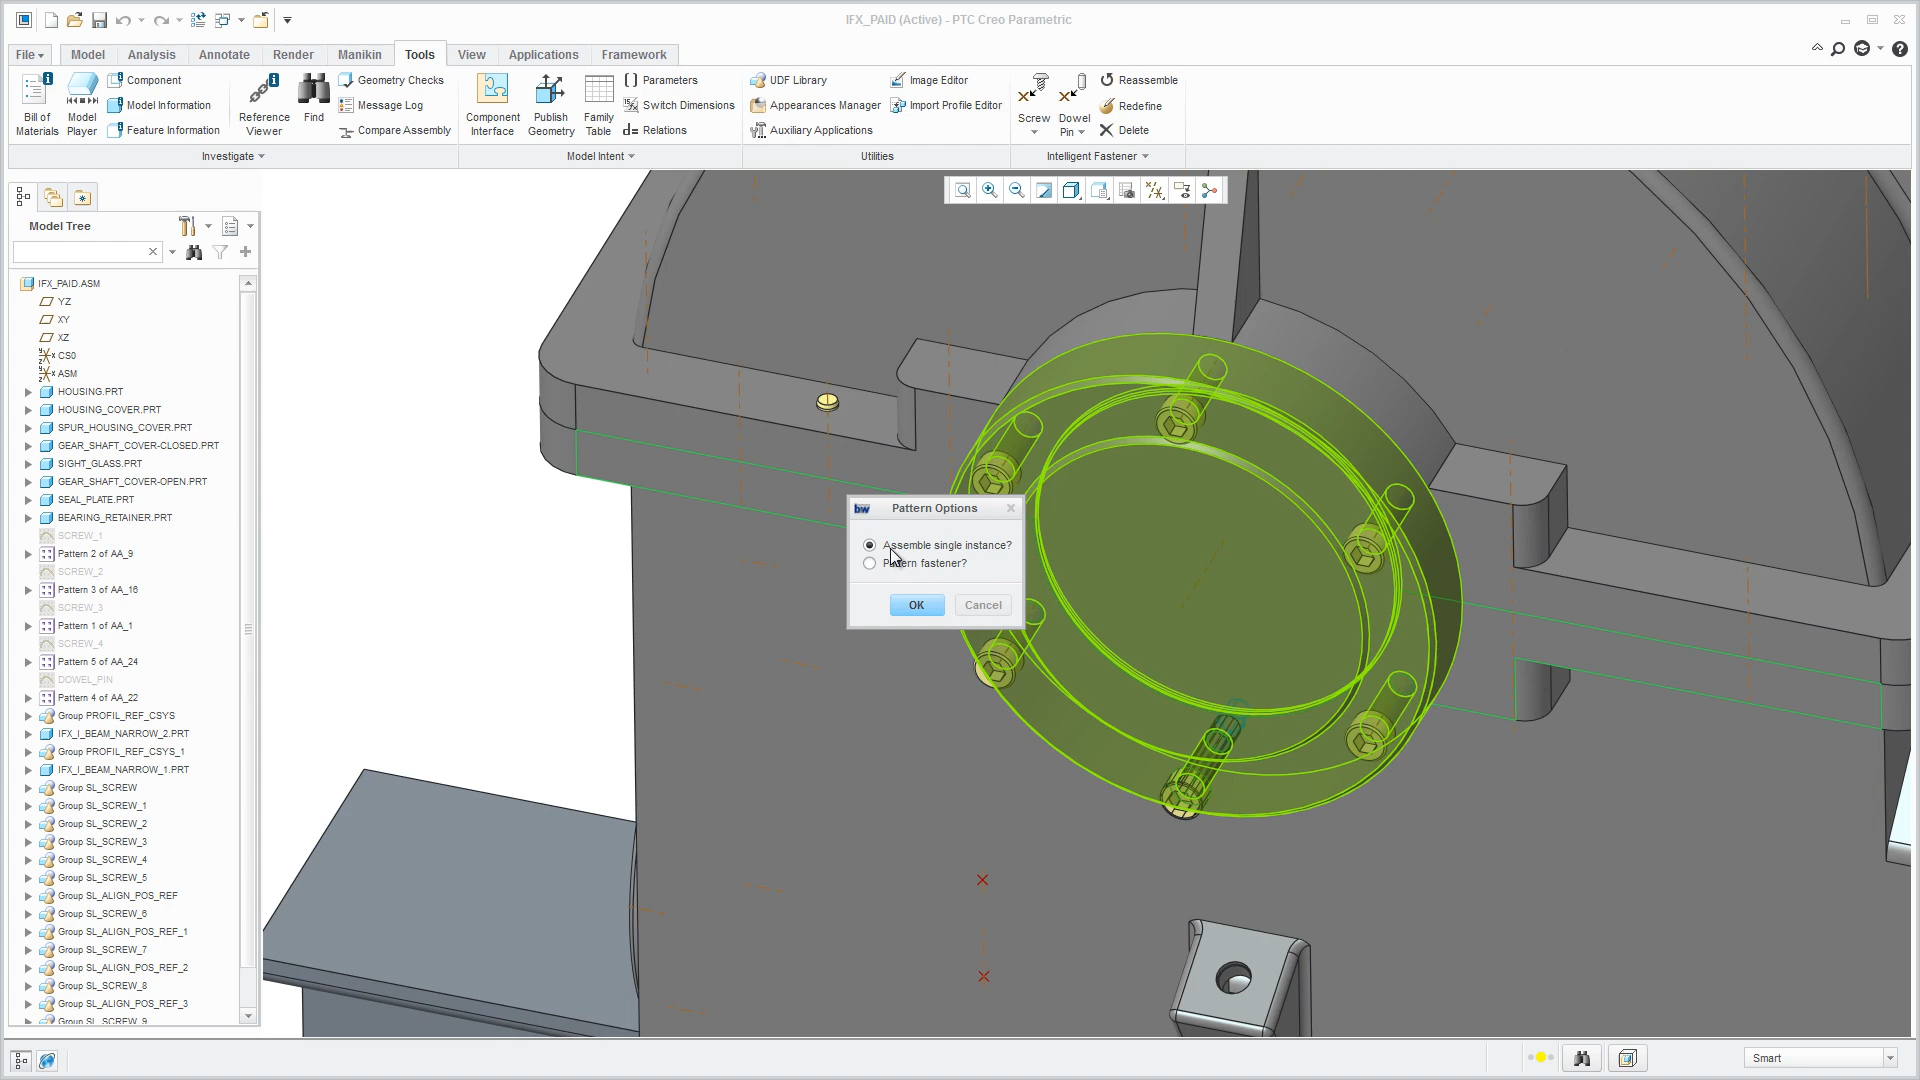 IFX_PAID (Active) - PTC Creo Parametric
File
Model
Analysis
Annotate
Render
Manikin
Tools
View
Applications
Framework
Bill of
Materials
Model
Player
Component
Model Information
Feature Information
Reference
Viewer
Find
Geometry Checks
Message Log
Compare Assembly
Component
Interface
Publish
Geometry
Family
Table
Parameters
Switch Dimensions
Relations
UDF Library
Appearances Manager
Auxiliary Applications
Image Editor
Import Profile Editor
Screw
Dowel
Pin
Reassemble
Redefine
Delete
Investigate
Model Intent
Utilities
Intelligent Fastener
Model Tree
IFX_PAID.ASM
YZ
XY
XZ
CS0
ASM
HOUSING.PRT
HOUSING_COVER.PRT
SPUR_HOUSING_COVER.PRT
GEAR_SHAFT_COVER-CLOSED.PRT
SIGHT_GLASS.PRT
GEAR_SHAFT_COVER-OPEN.PRT
SEAL_PLATE.PRT
BEARING_RETAINER.PRT
SCREW_1
Pattern 2 of AA_9
SCREW_2
Pattern 3 of AA_16
SCREW_3
Pattern 1 of AA_1
SCREW_4
Pattern 5 of AA_24
DOWEL_PIN
Pattern 4 of AA_22
Group PROFIL_REF_CSYS
IFX_I_BEAM_NARROW_2.PRT
Group PROFIL_REF_CSYS_1
IFX_I_BEAM_NARROW_1.PRT
Group SL_SCREW
Group SL_SCREW_1
Group SL_SCREW_2
Group SL_SCREW_3
Group SL_SCREW_4
Group SL_SCREW_5
Group SL_ALIGN_POS_REF
Group SL_SCREW_6
Group SL_ALIGN_POS_REF_1
Group SL_SCREW_7
Group SL_ALIGN_POS_REF_2
Group SL_SCREW_8
Group SL_ALIGN_POS_REF_3
Group SL_SCREW_9
bw Pattern Options
Assemble single instance?
Pattern fastener?
OK
Cancel
Smart